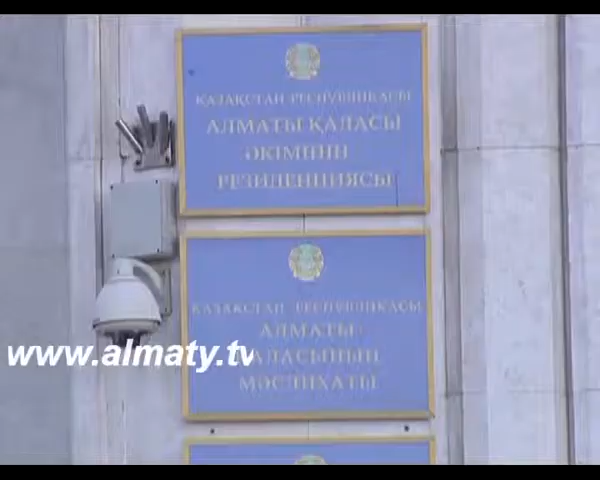 ҚАЗАҚСТАН РЕСПУБЛИКАСЫ
АЛМАТЫ ҚАЛАСЫ
ӘКІМІНІҢ
РЕЗИДЕНЦИЯСЫ
ҚАЗАҚСТАН РЕСПУБЛИКАСЫ
АЛМАТЫ
ҚАЛАСЫНЫҢ
МӘСЛИХАТЫ
www.almaty.tv